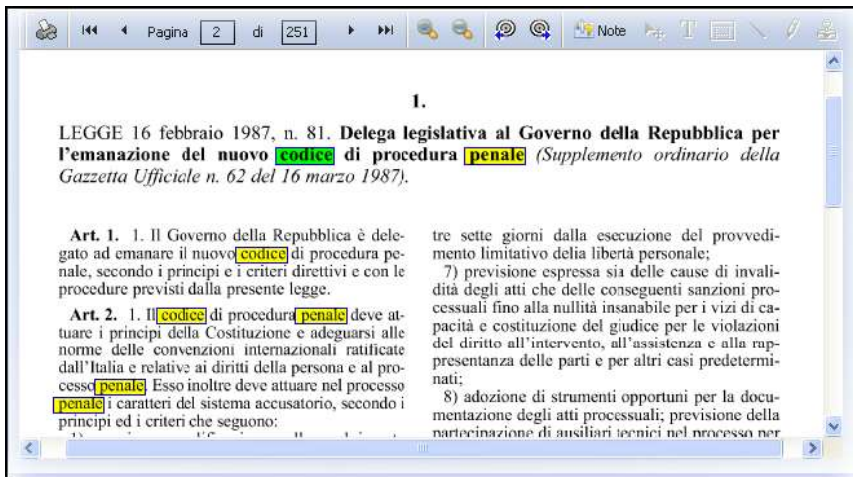 Pagina 2 di 251 Note T
1.
LEGGE 16 febbraio 1987, n. 81. Delega legislativa al Governo della Repubblica per
l'emanazione del nuovo codice di procedura penale (Supplemento ordinario della
Gazzetta Ufficiale n. 62 del 16 marzo 1987).
Art. 1. 1. Il Governo della Repubblica è dele-
gato ad emanare il nuovo codice di procedura pe-
nale, secondo i principi e i criteri direttivi e con le
procedure previsti dalla presente legge.
Art. 2. 1. Il codice di procedura penale deve at-
tuare i principi della Costituzione e adeguarsi alle
norme delle convenzioni internazionali ratificate
dall'Italia e relative ai diritti della persona e al pro-
cesso penale. Esso inoltre deve attuare nel processo
penale i caratteri del sistema accusatorio, secondo i
principi ed i criteri che seguono:
tre sette giorni dalla esecuzione del provvedi-
mento limitativo delia libertà personale;
7) previsione espressa sia delle cause di invali-
dità degli atti che delle conseguenti sanzioni pro-
cessuali fino alla nullità insanabile per i vizi di ca-
pacità e costituzione del giudice per le violazioni
del diritto all'intervento, all'assistenza e alla rap-
presentanza delle parti e per altri casi predetermi-
nati;
8) adozione di strumenti opportuni per la docu-
mentazione degli atti processuali; previsione della
partecipazione di ausiliari tecnici nel processo per